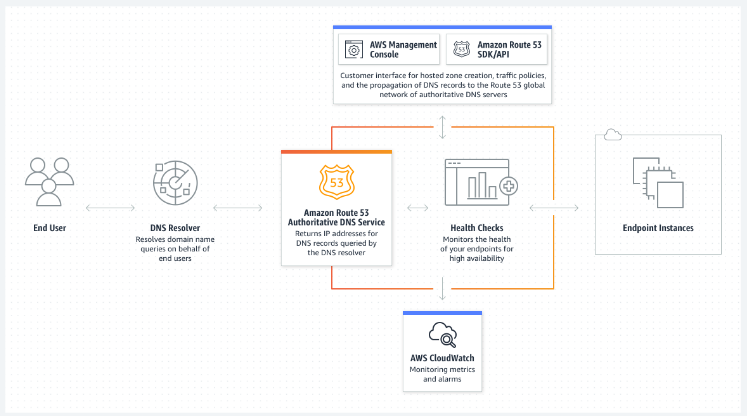 AWS Management
Console
Amazon Route 53
SDK/API
Customer interface for hosted zone creation, traffic policies,
and the propagation of DNS records to the Route 53 global
network of authoritative DNS servers
End User
DNS Resolver
Resolves domain name
queries on behalf of
end users
53
Amazon Route 53
Authoritative DNS Service
Returns IP addresses for
DNS records queried by
the DNS resolver
Health Checks
Monitors the health
of your endpoints for
high availability
Endpoint Instances
AWS CloudWatch
Monitoring metrics
and alarms